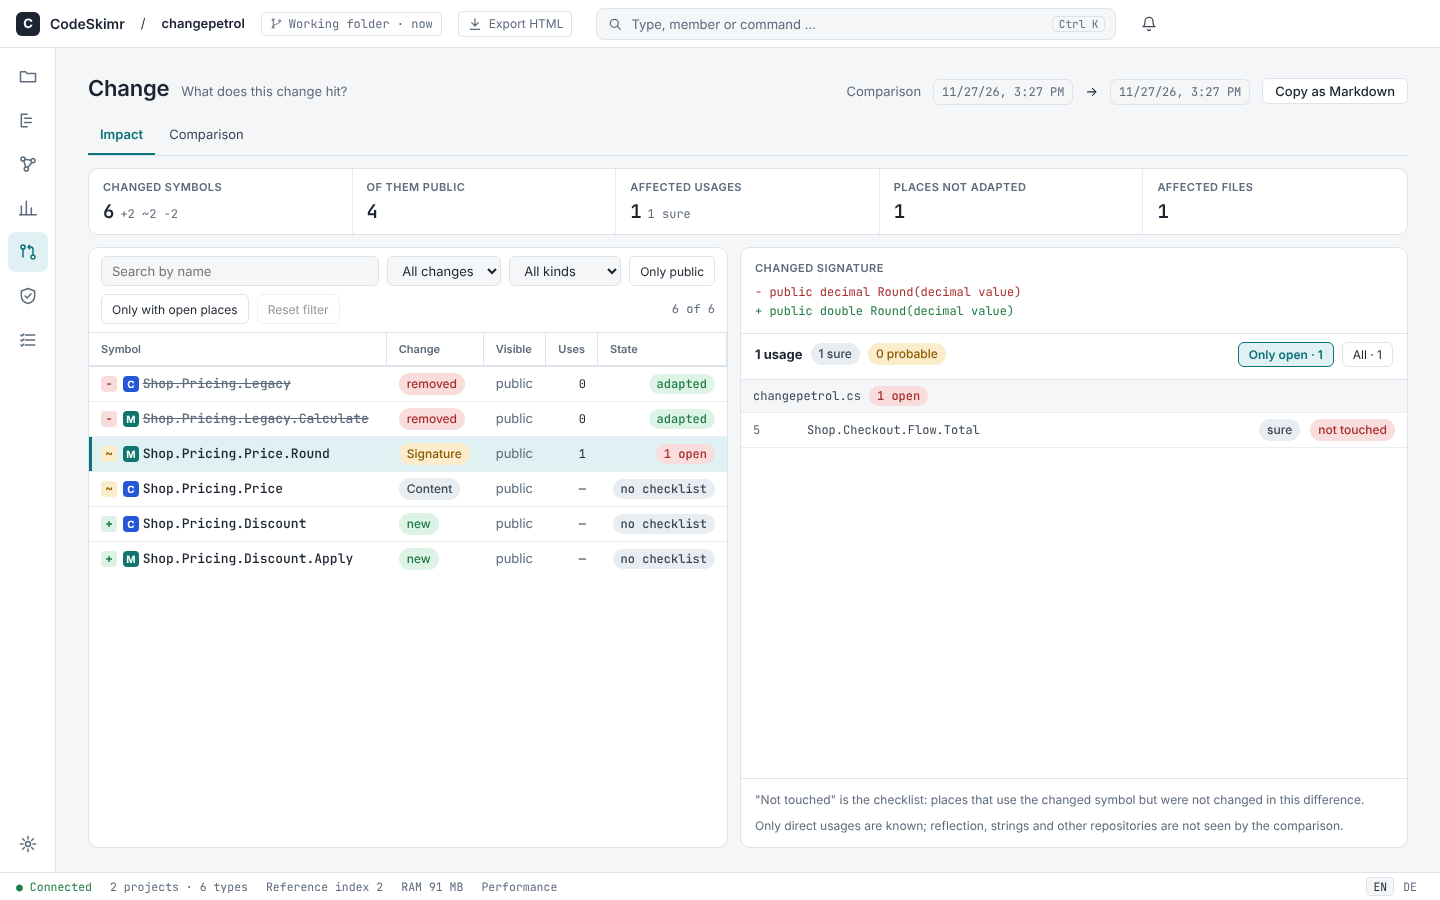 C CodeSkimr / changepetrol Working folder · now Export HTML Type, member or command ... Ctrl K
Change What does this change hit? Comparison 11/27/26, 3:27 PM → 11/27/26, 3:27 PM Copy as Markdown
Impact Comparison
CHANGED SYMBOLS OF THEM PUBLIC AFFECTED USAGES PLACES NOT ADAPTED AFFECTED FILES
6 +2 ~2 -2 4 1 1 sure 1 1
Search by name All changes All kinds Only public
Only with open places Reset filter 6 of 6
Symbol Change Visible Uses State
- C Shop.Pricing.Legacy removed public 0 adapted
- M Shop.Pricing.Legacy.Calculate removed public 0 adapted
~ M Shop.Pricing.Price.Round Signature public 1 1 open
~ C Shop.Pricing.Price Content public — no checklist
+ C Shop.Pricing.Discount new public — no checklist
+ M Shop.Pricing.Discount.Apply new public — no checklist
CHANGED SIGNATURE
- public decimal Round(decimal value)
+ public double Round(decimal value)
1 usage 1 sure 0 probable Only open · 1 All · 1
changepetrol.cs 1 open
5 Shop.Checkout.Flow.Total sure not touched
"Not touched" is the checklist: places that use the changed symbol but were not changed in this difference.
Only direct usages are known; reflection, strings and other repositories are not seen by the comparison.
● Connected 2 projects · 6 types Reference index 2 RAM 91 MB Performance EN DE